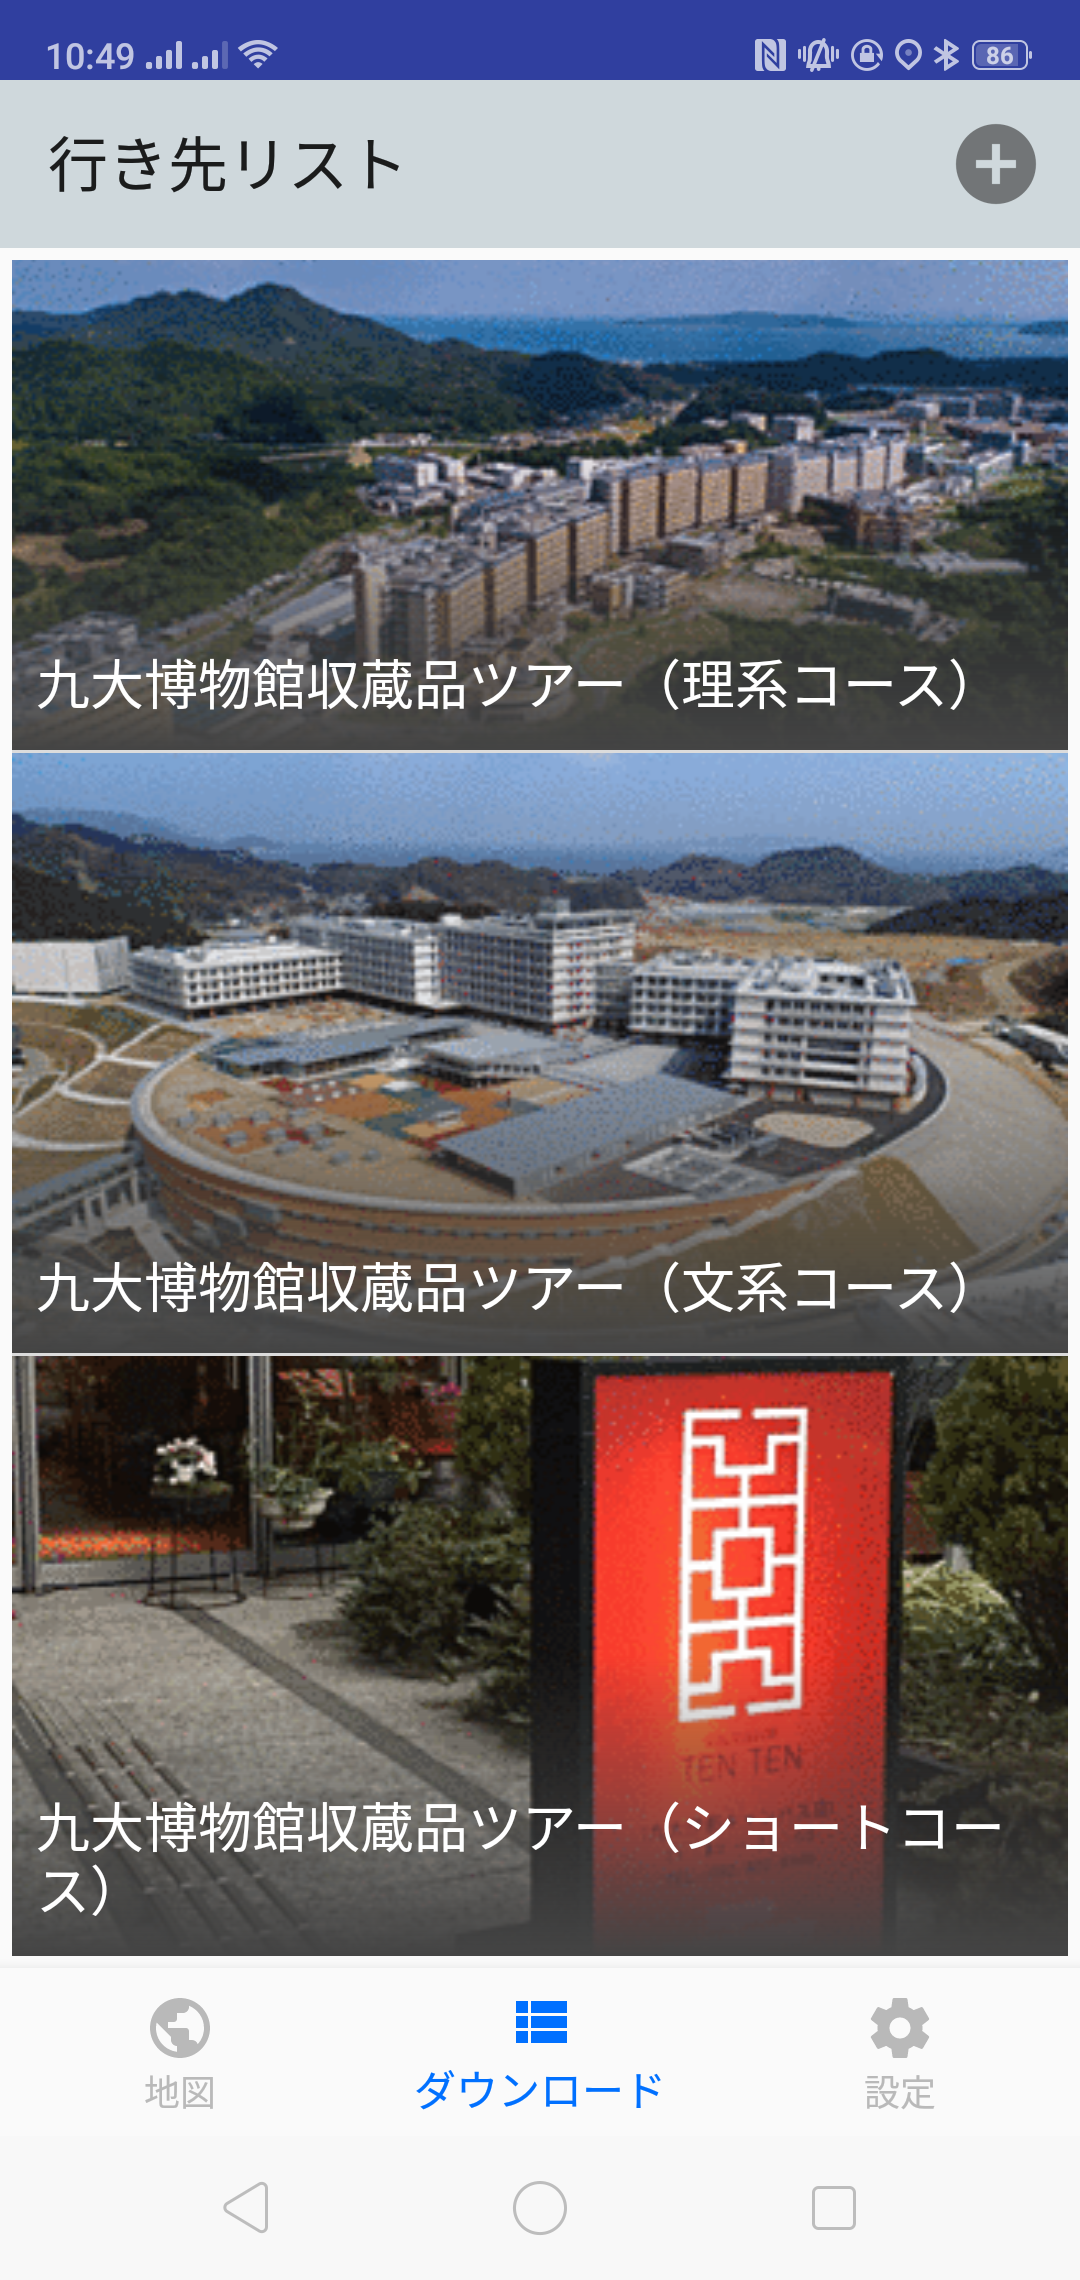 10:49
86
行き先リスト
九大博物館収蔵品ツアー（理系コース）
九大博物館収蔵品ツアー（文系コース）
TEN TEN
九大博物館収蔵品ツアー（ショートコー
ス）
地図
ダウンロード
設定